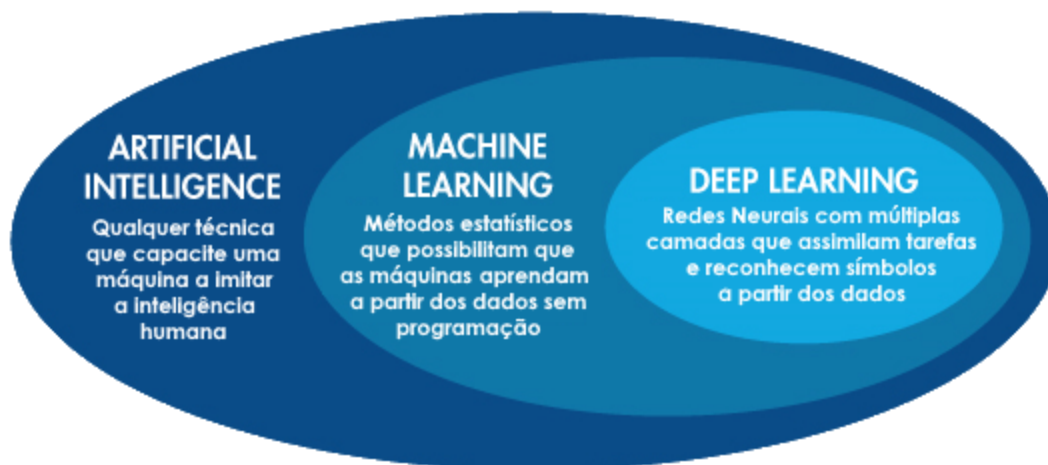 ARTIFICIAL
INTELLIGENCE
Qualquer técnica
que capacite uma
máquina a imitar
a inteligência
humana
MACHINE
LEARNING
Métodos estatísticos
que possibilitam que
as máquinas aprendam
a partir dos dados sem
programação
DEEP LEARNING
Redes Neurais com múltiplas
camadas que assimilam tarefas
e reconhecem símbolos
a partir dos dados